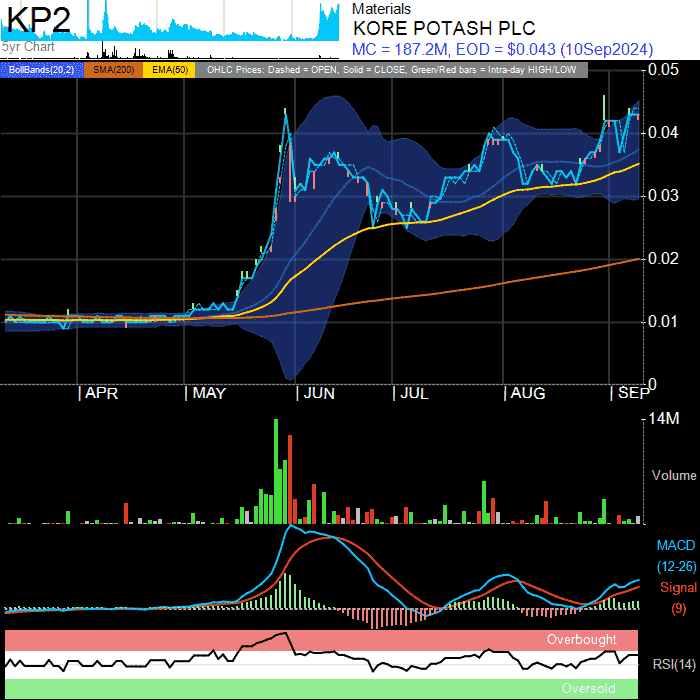 KP2
5yr Chart
Materials
KORE POTASH PLC
MC = 187.2M, EOD = $0.043 (10Sep2024)
BollBands(20,2) SMA(200) EMA(50) OHLC Prices: Dashed = OPEN, Solid = CLOSE, Green/Red bars = Intra-day HIGH/LOW
0.05
0.04
0.03
0.02
0.01
0
| APR | MAY | JUN | JUL | AUG | SEP
14M
Volume
MACD
(12-26)
Signal
(9)
Overbought
RSI(14)
Oversold